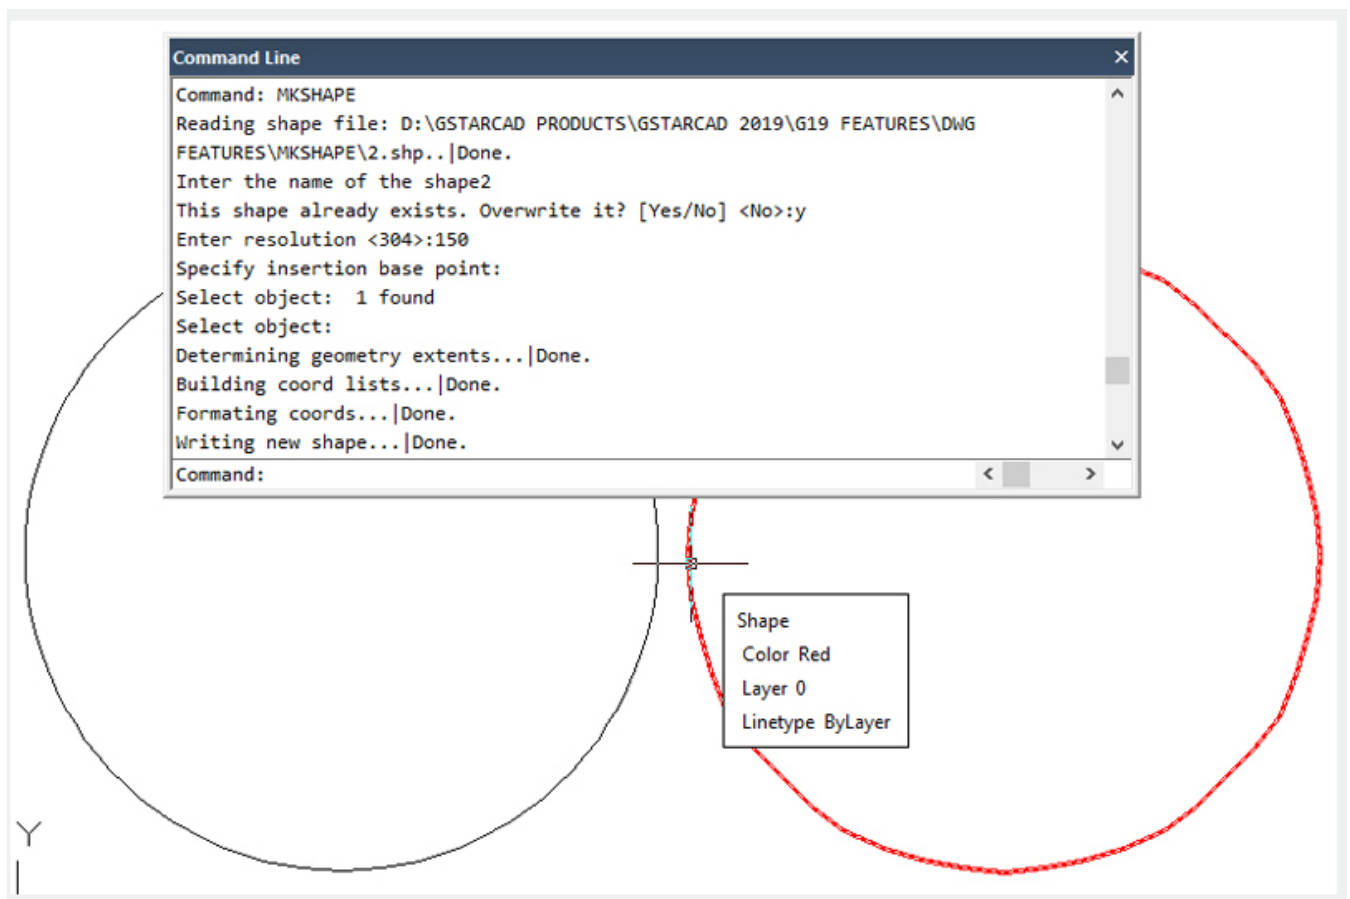 Command Line
Command: MKSHAPE
Reading shape file: D:\GSTARCAD PRODUCTS\GSTARCAD 2019\G19 FEATURES\DWG
FEATURES\MKSHAPE\2.shp..|Done.
Inter the name of the shape2
This shape already exists. Overwrite it? [Yes/No] <No>:y
Enter resolution <304>:150
Specify insertion base point:
Select object:  1 found
Select object:
Determining geometry extents...|Done.
Building coord lists...|Done.
Formating coords...|Done.
Writing new shape...|Done.
Command:
Shape
Color Red
Layer 0
Linetype ByLayer
Y